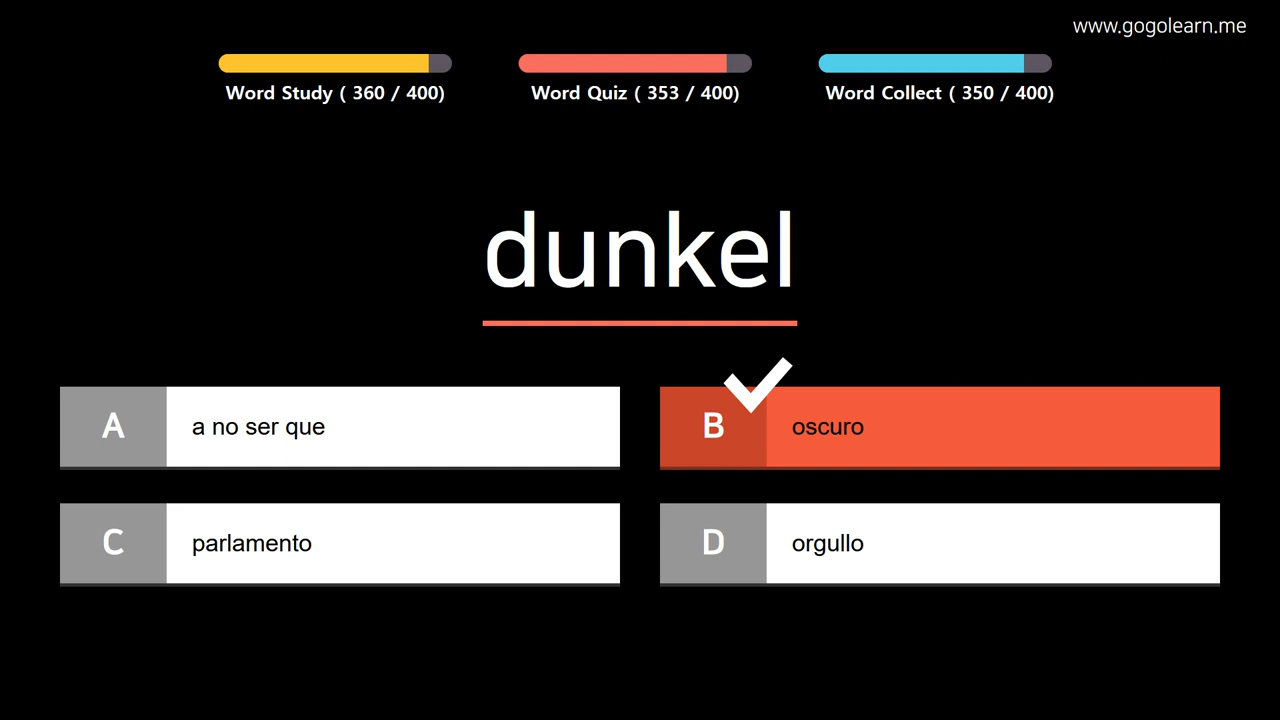 www.gogolearn.me
Word Study ( 360 / 400)
Word Quiz ( 353 / 400)
Word Collect ( 350 / 400)
dunkel
A
a no ser que
B
oscuro
C
parlamento
D
orgullo